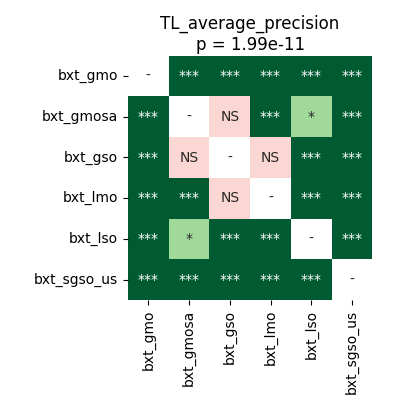 TL_average_precision
p = 1.99e-11
bxt_gmo - *** *** *** *** ***
bxt_gmosa *** - NS *** * ***
bxt_gso *** NS - NS *** ***
bxt_lmo *** *** NS - *** ***
bxt_lso *** * *** *** - ***
bxt_sgso_us *** *** *** *** *** -
bxt_gmo
bxt_gmosa
bxt_gso
bxt_lmo
bxt_lso
bxt_sgso_us